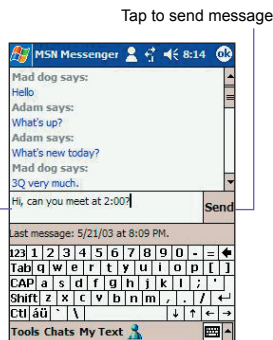 Tap to send message
MSN Messenger 8:14 ok
Mad dog says:
Hello
Adam says:
What's up?
Adam says:
What's new today?
Mad dog says:
3Q very much.
Hi, can you meet at 2:00?
Send
Last message: 5/21/03 at 8:09 PM.
123 1 2 3 4 5 6 7 8 9 0 - =
Tab q w e r t y u i o p [ ]
CAP a s d f g h j k l ; '
Shift z x c v b n m , . /
Ctl áü ` \
Tools Chats My Text